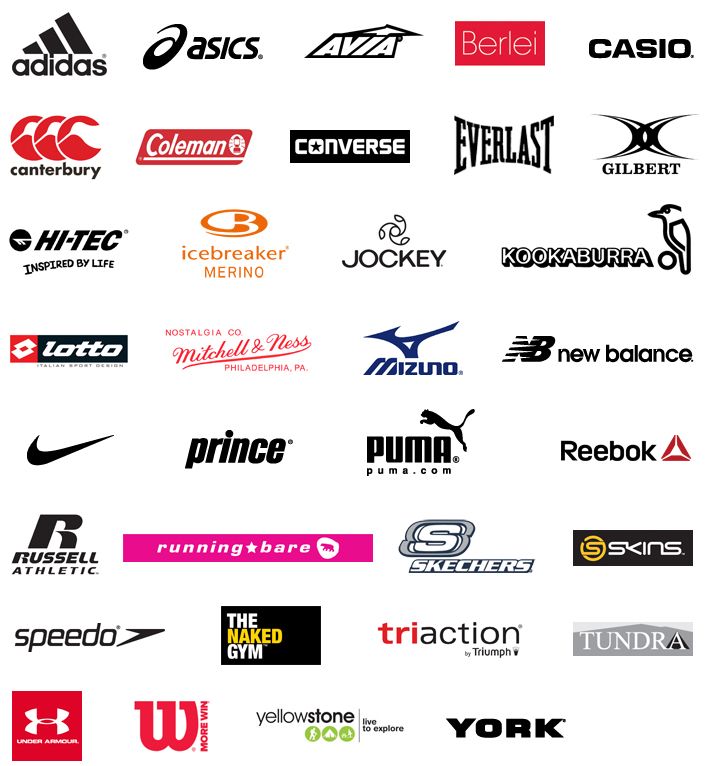 adidas®
asics®
AVIA®
Berlei
CASIO®
canterbury
Coleman
CONVERSE
EVERLAST
GILBERT
HI-TEC®
INSPIRED BY LIFE
icebreaker®
MERINO
JOCKEY
KOOKABURRA
lotto
ITALIAN SPORT DESIGN
NOSTALGIA CO.
Mitchell & Ness
PHILADELPHIA, PA.
MIZUNO®
NB new balance
prince®
PUMA®
puma.com
Reebok
R
RUSSELL
ATHLETIC
running bare
S
SKECHERS
S SKINS
speedo®
THE
NAKED
GYM
triaction®
by Triumph
TUNDRA
UNDER ARMOUR
W
MORE WIN
yellowstone
live
to explore
YORK